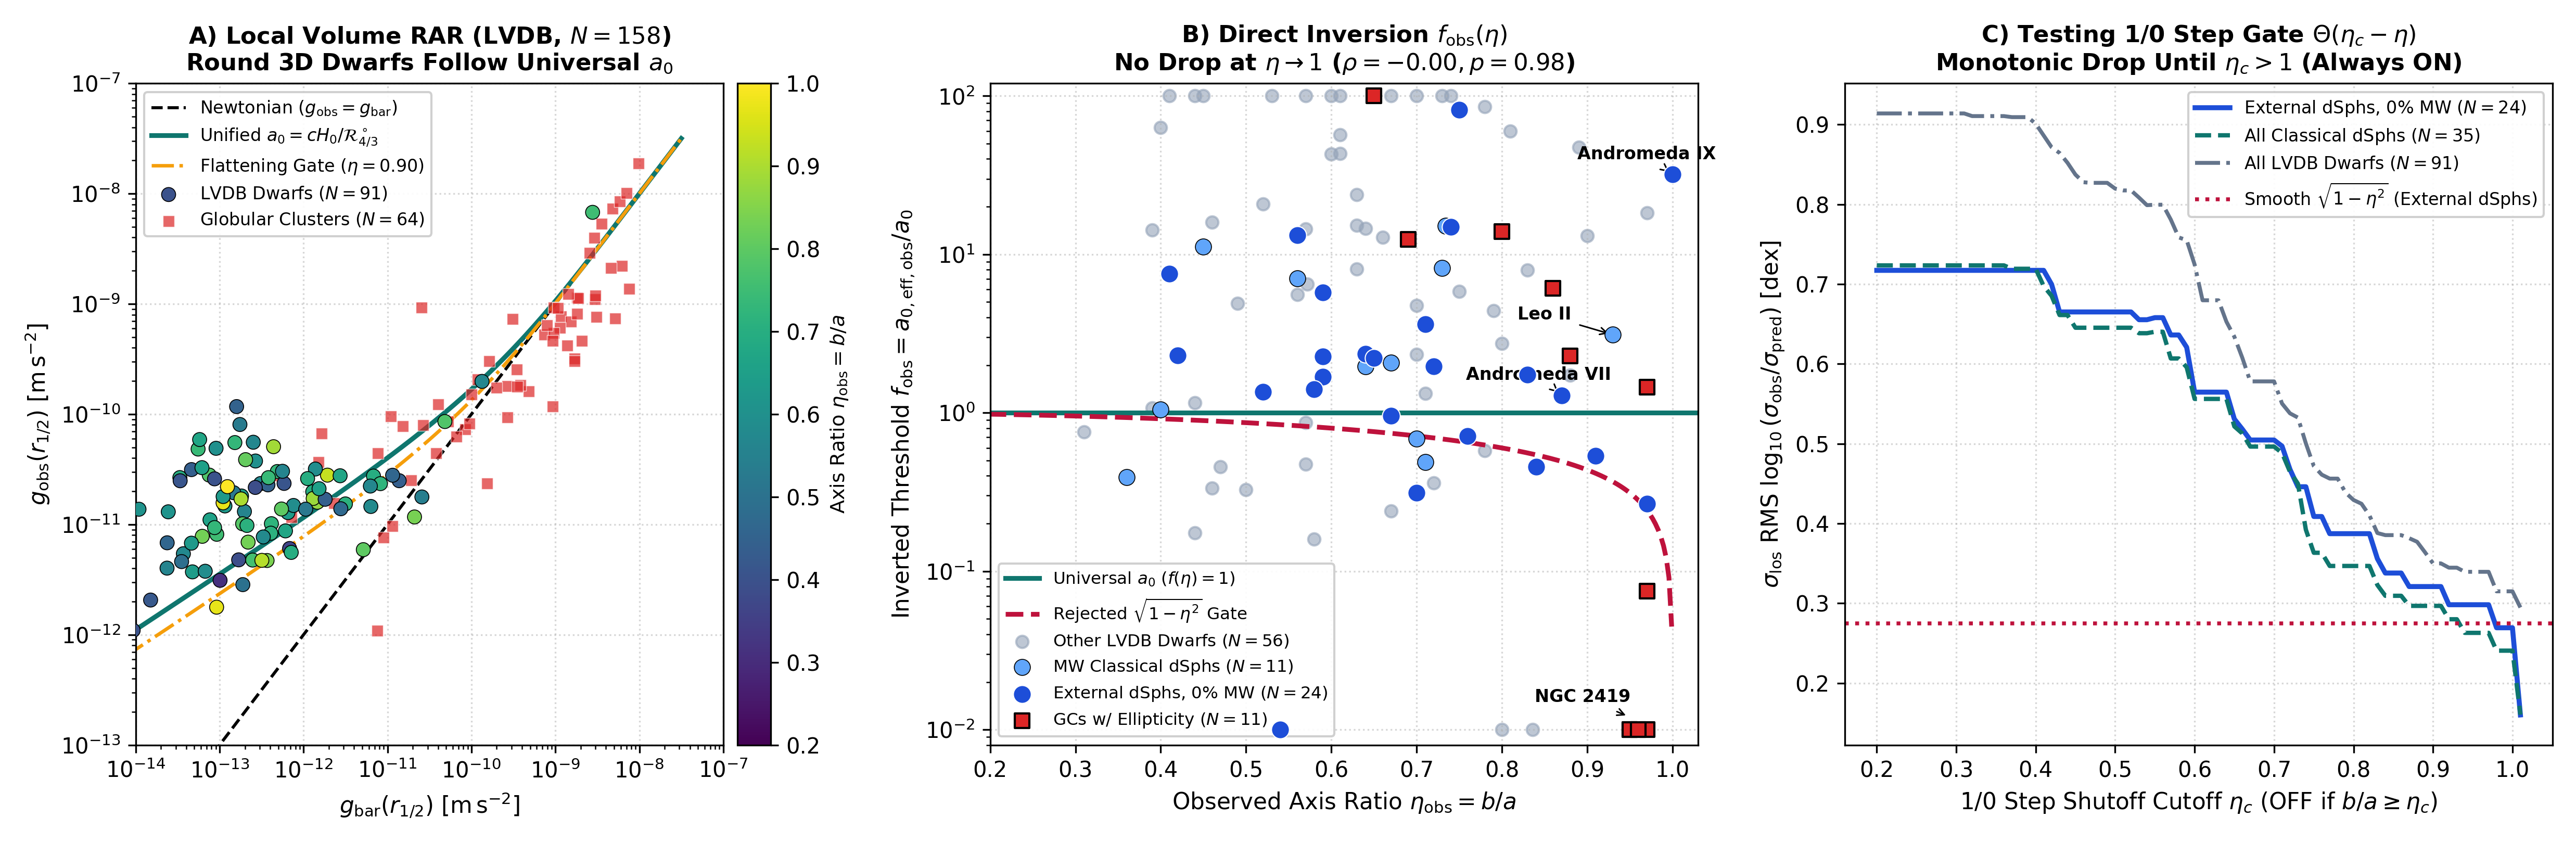 A) Local Volume RAR (LVDB, N = 158)
Round 3D Dwarfs Follow Universal a₀
10⁻⁷
10⁻⁸
10⁻⁹
10⁻¹⁰
10⁻¹¹
10⁻¹²
10⁻¹³
g_obs(r_1/2) [m s⁻²]
Newtonian (g_obs = g_bar)
Unified a₀ = cH₀/ℛ°_4/3
Flattening Gate (η = 0.90)
LVDB Dwarfs (N = 91)
Globular Clusters (N = 64)
10⁻¹⁴ 10⁻¹³ 10⁻¹² 10⁻¹¹ 10⁻¹⁰ 10⁻⁹ 10⁻⁸ 10⁻⁷
g_bar(r_1/2) [m s⁻²]
1.0
0.9
0.8
0.7
0.6
0.5
0.4
0.3
0.2
Axis Ratio η_obs = b/a
B) Direct Inversion f_obs(η)
No Drop at η → 1 (ρ = −0.00, p = 0.98)
10²
10¹
10⁰
10⁻¹
10⁻²
Inverted Threshold f_obs = a_0,eff,obs/a₀
Andromeda IX
Leo II
Andromeda VII
NGC 2419
Universal a₀ (f(η) = 1)
Rejected √(1 − η²) Gate
Other LVDB Dwarfs (N = 56)
MW Classical dSphs (N = 11)
External dSphs, 0% MW (N = 24)
GCs w/ Ellipticity (N = 11)
0.2 0.3 0.4 0.5 0.6 0.7 0.8 0.9 1.0
Observed Axis Ratio η_obs = b/a
C) Testing 1/0 Step Gate Θ(η_c − η)
Monotonic Drop Until η_c > 1 (Always ON)
0.9
0.8
0.7
0.6
0.5
0.4
0.3
0.2
σ_los RMS log₁₀(σ_obs/σ_pred) [dex]
External dSphs, 0% MW (N = 24)
All Classical dSphs (N = 35)
All LVDB Dwarfs (N = 91)
Smooth √(1 − η²) (External dSphs)
0.2 0.3 0.4 0.5 0.6 0.7 0.8 0.9 1.0
1/0 Step Shutoff Cutoff η_c (OFF if b/a ≥ η_c)